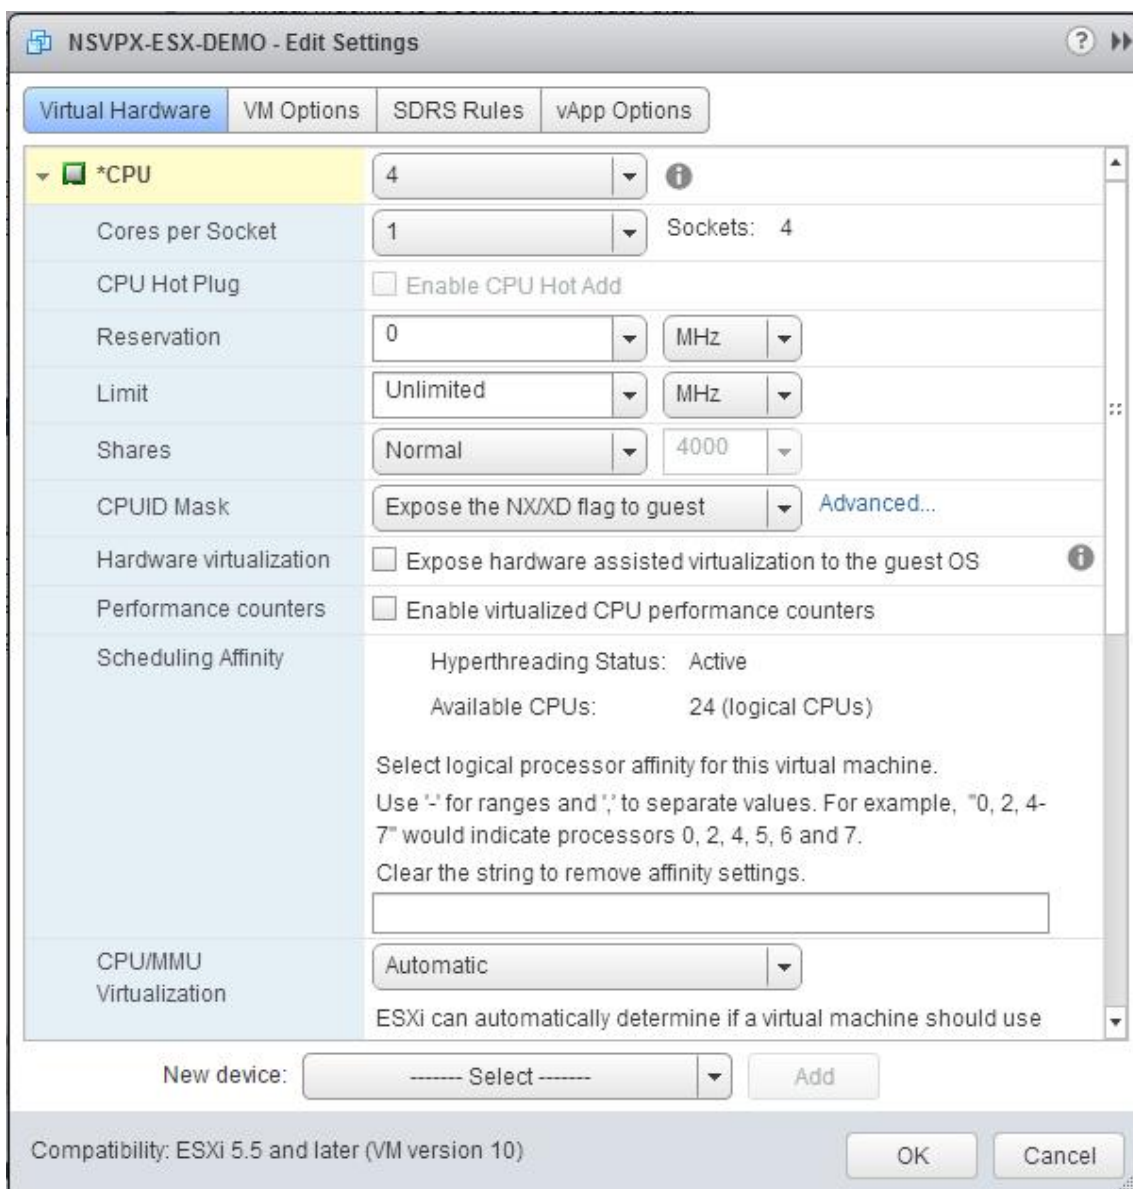 NSVPX-ESX-DEMO - Edit Settings
?
Virtual Hardware VM Options SDRS Rules vApp Options
*CPU 4
Cores per Socket 1 Sockets: 4
CPU Hot Plug Enable CPU Hot Add
Reservation 0 MHz
Limit Unlimited MHz
Shares Normal 4000
CPUID Mask Expose the NX/XD flag to guest Advanced...
Hardware virtualization Expose hardware assisted virtualization to the guest OS
Performance counters Enable virtualized CPU performance counters
Scheduling Affinity Hyperthreading Status: Active
Available CPUs: 24 (logical CPUs)
Select logical processor affinity for this virtual machine.
Use '-' for ranges and ',' to separate values. For example, "0, 2, 4-
7" would indicate processors 0, 2, 4, 5, 6 and 7.
Clear the string to remove affinity settings.
CPU/MMU
Virtualization
Automatic
ESXi can automatically determine if a virtual machine should use
New device: ------- Select ------- Add
Compatibility: ESXi 5.5 and later (VM version 10) OK Cancel